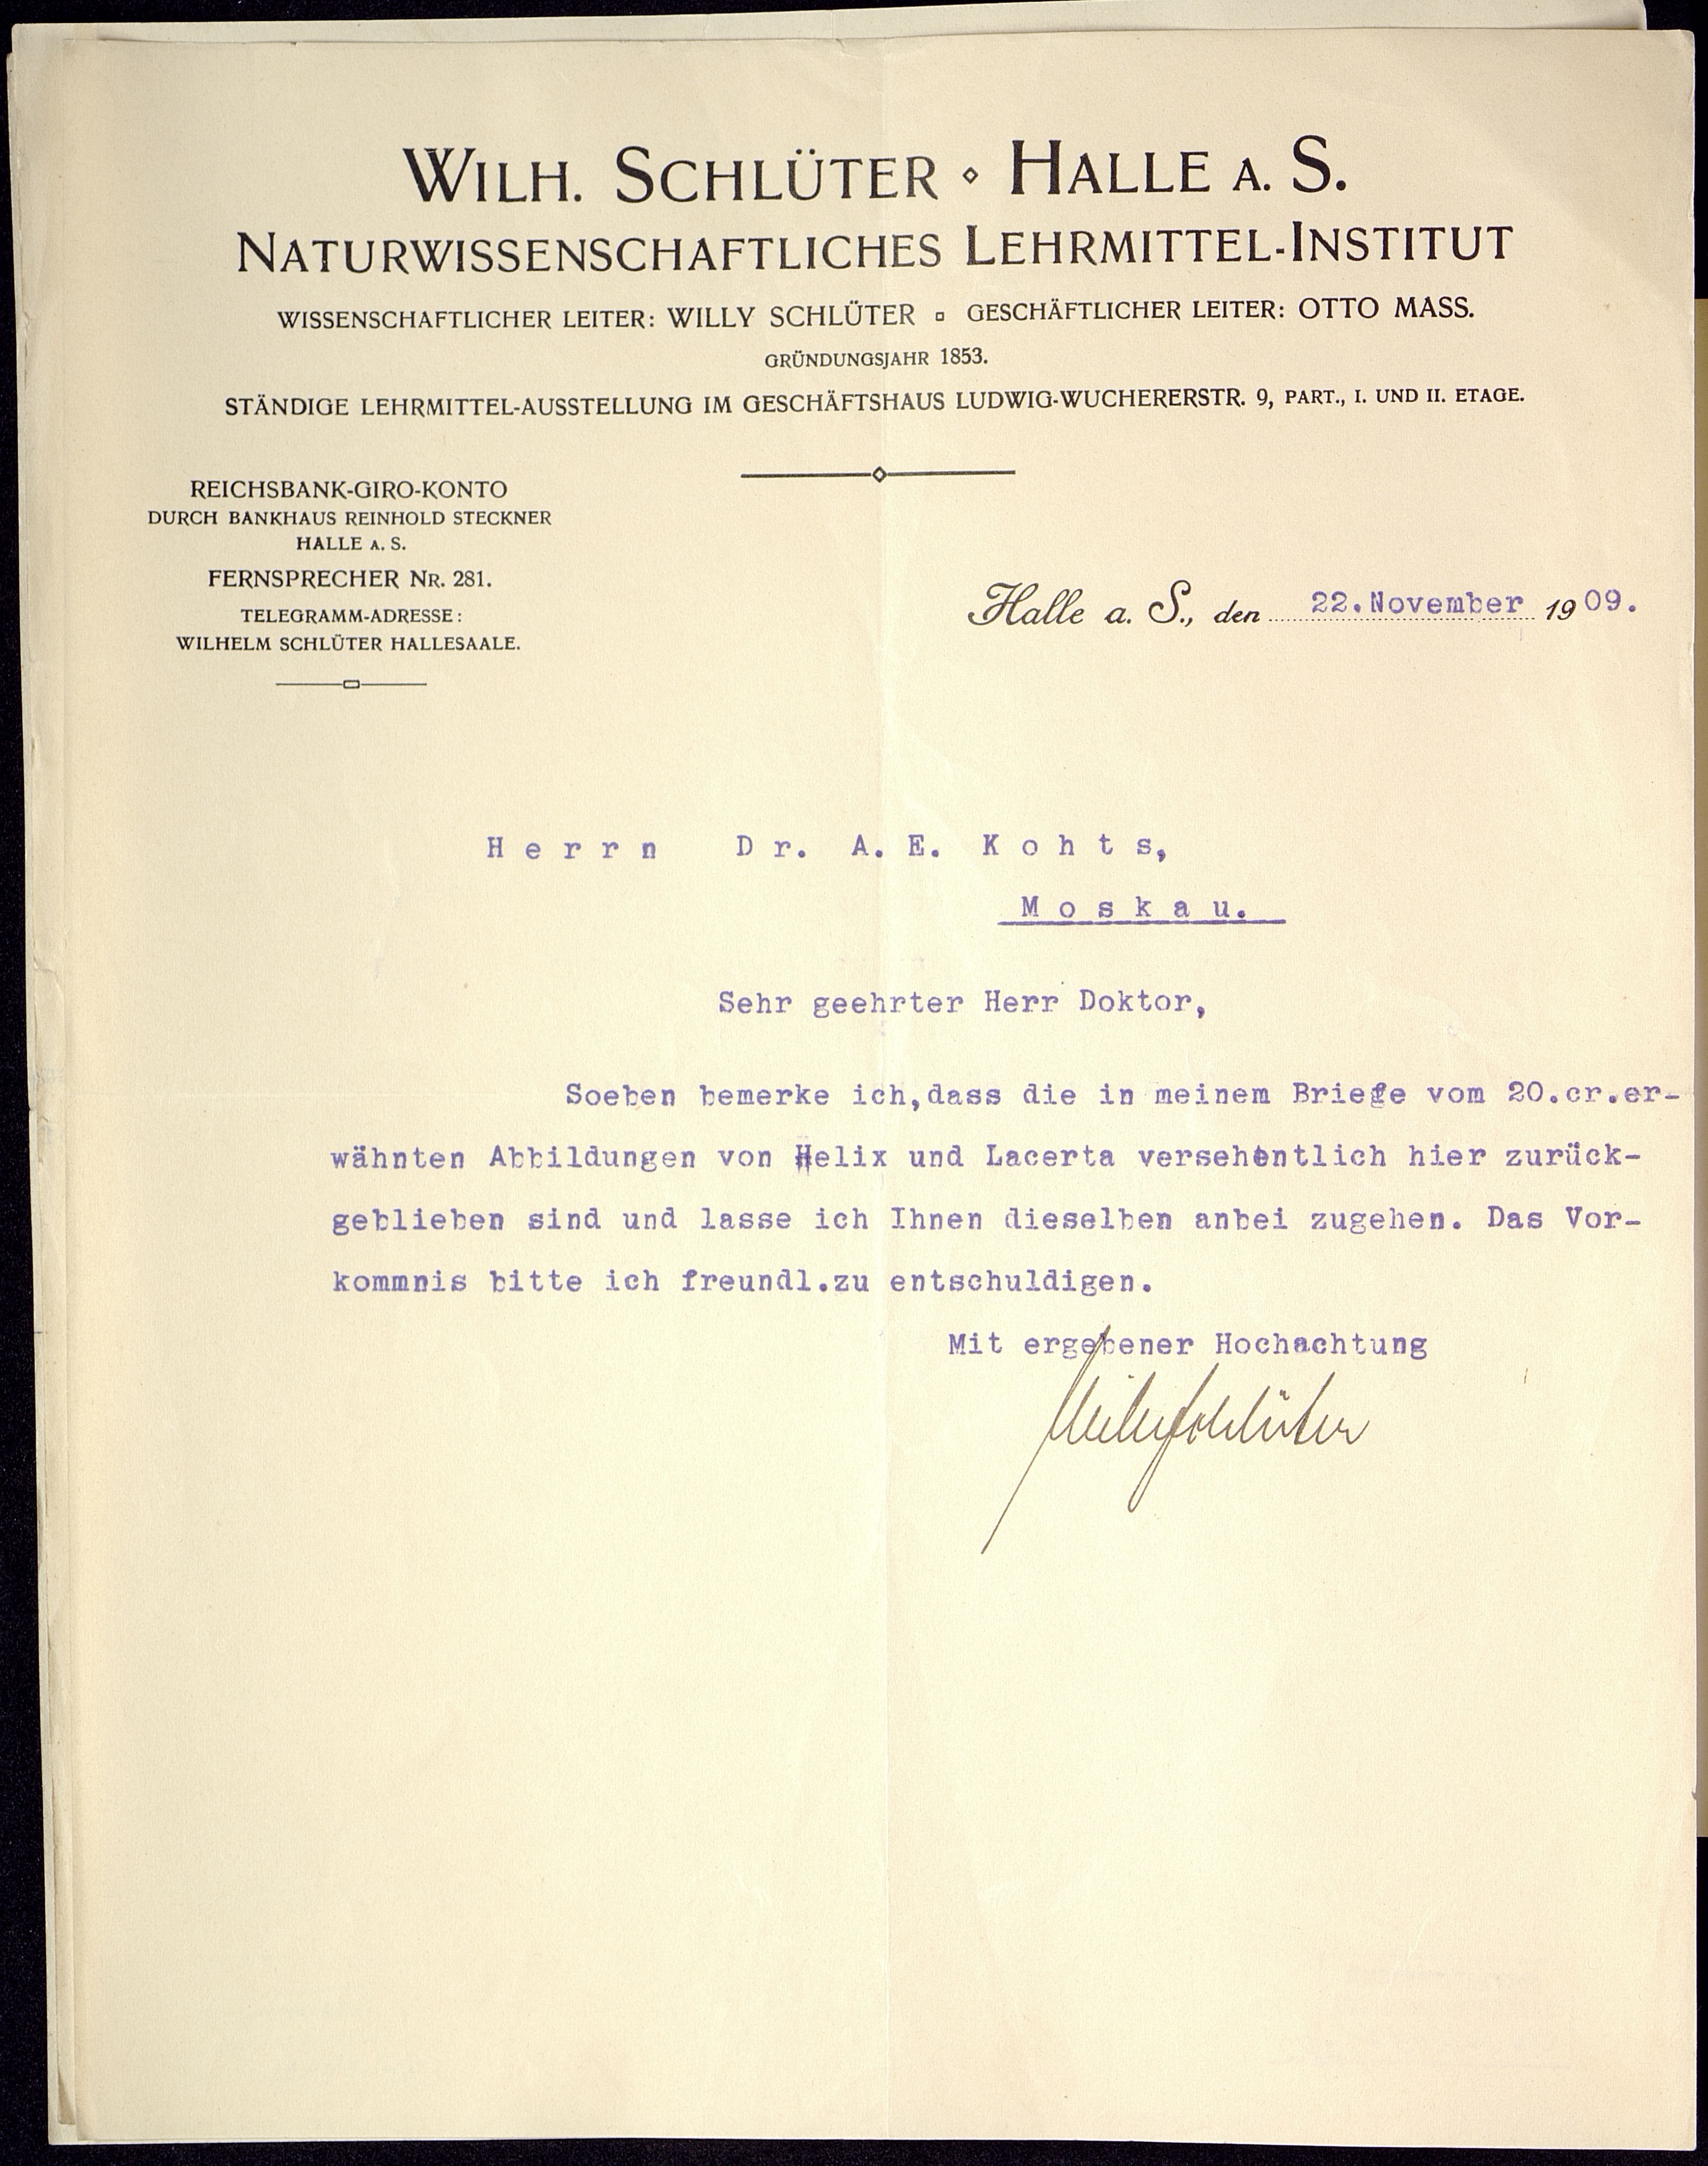 WILH. SCHLÜTER ◇ HALLE A. S.
NATURWISSENSCHAFTLICHES LEHRMITTEL-INSTITUT
WISSENSCHAFTLICHER LEITER: WILLY SCHLÜTER ▫ GESCHÄFTLICHER LEITER: OTTO MASS.
GRÜNDUNGSJAHR 1853.
STÄNDIGE LEHRMITTEL-AUSSTELLUNG IM GESCHÄFTSHAUS LUDWIG-WUCHERERSTR. 9, PART., I. UND II. ETAGE.
REICHSBANK-GIRO-KONTO
DURCH BANKHAUS REINHOLD STECKNER
HALLE A. S.
FERNSPRECHER NR. 281.
TELEGRAMM-ADRESSE:
WILHELM SCHLÜTER HALLESAALE.
Halle a. S., den 22.November 1909.
Herrn Dr. A. E. Kohts,
Moskau.
Sehr geehrter Herr Doktor,
Soeben bemerke ich,dass die in meinem Briefe vom 20.cr.er-
wähnten Abbildungen von Helix und Lacerta versehentlich hier zurück-
geblieben sind und lasse ich Ihnen dieselben anbei zugehen. Das Vor-
kommnis bitte ich freundl.zu entschuldigen.
Mit ergebener Hochachtung
Willy Schlüter